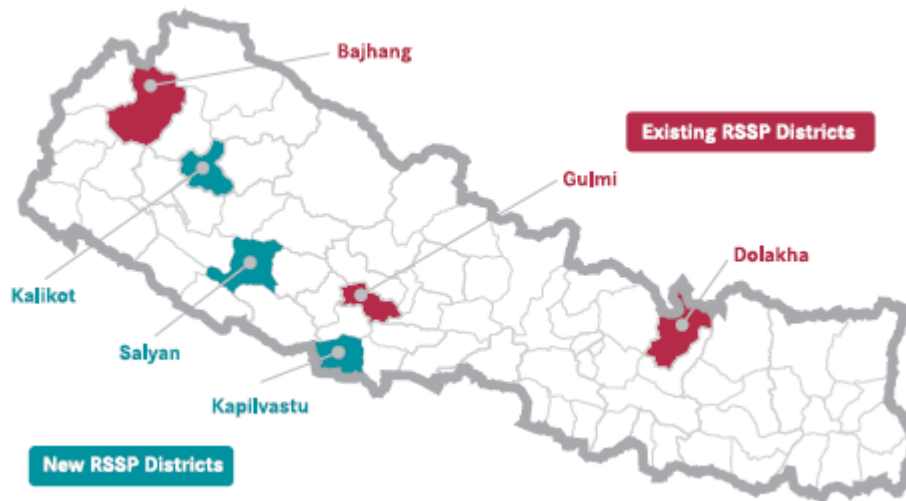 Bajhang
Existing RSSP Districts
Gulmi
Dolakha
Kalikot
Salyan
Kapilvastu
New RSSP Districts